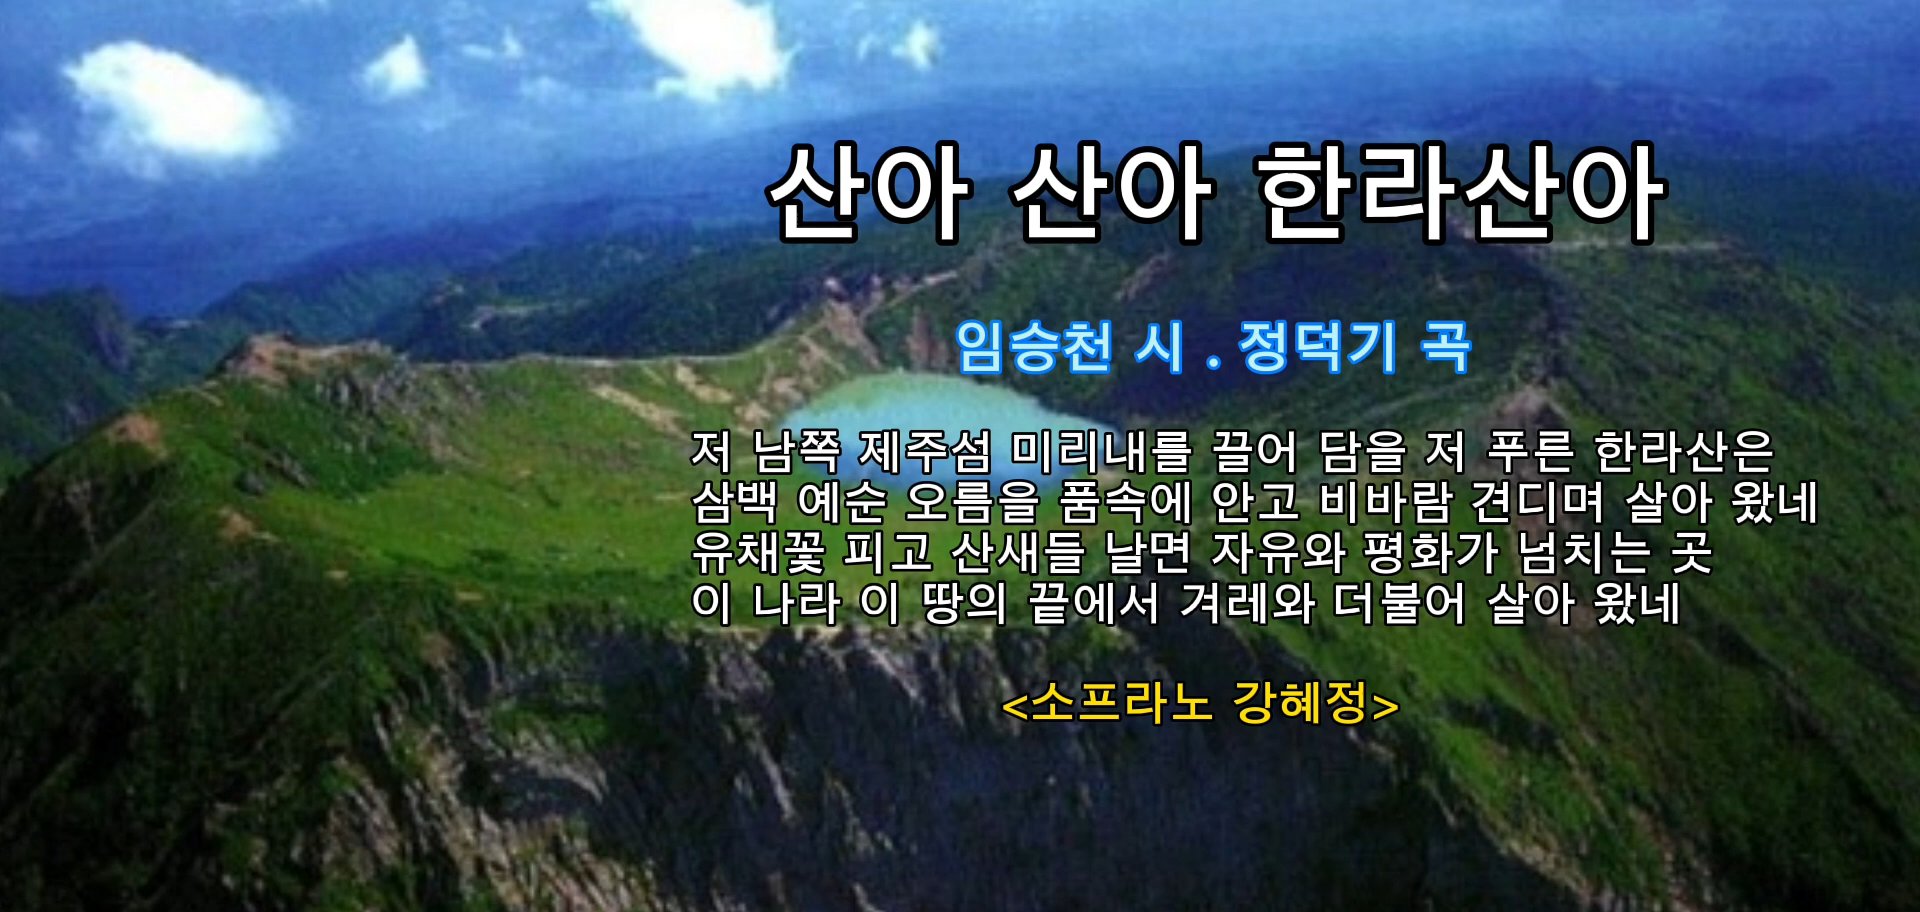 산아 산아 한라산아
임승천 시 . 정덕기 곡
저 남쪽 제주섬 미리내를 끌어 담을 저 푸른 한라산은
삼백 예순 오름을 품속에 안고 비바람 견디며 살아 왔네
유채꽃 피고 산새들 날면 자유와 평화가 넘치는 곳
이 나라 이 땅의 끝에서 겨레와 더불어 살아 왔네
<소프라노 강혜정>